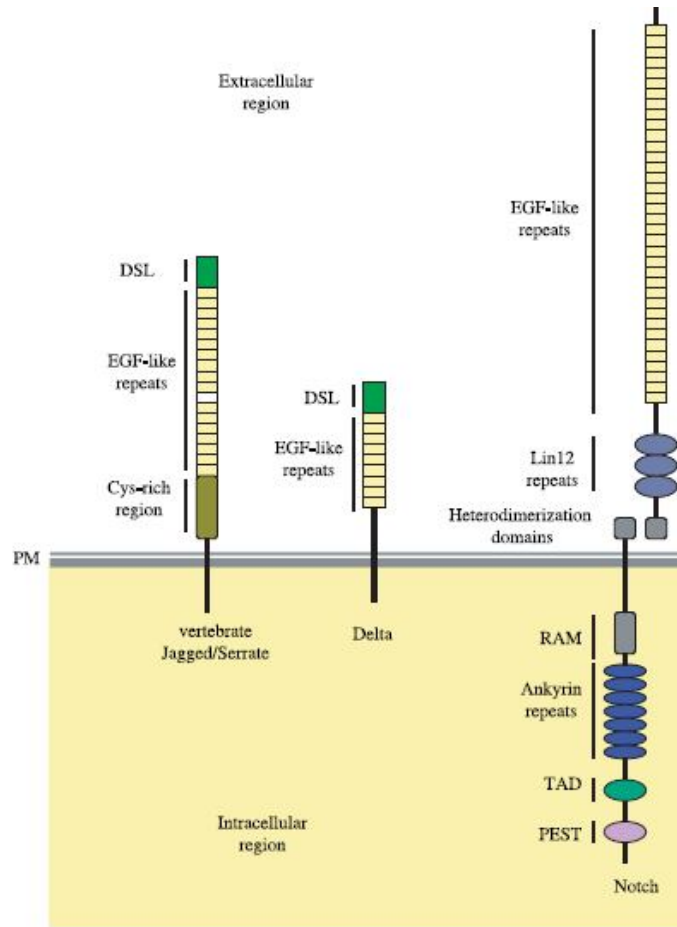 Extracellular
region
EGF-like
repeats
DSL
EGF-like
repeats
DSL
EGF-like
repeats
Cys-rich
region
Lin12
repeats
Heterodimerization
domains
PM
vertebrate
Jagged/Serrate
Delta
RAM
Ankyrin
repeats
TAD
Intracellular
region
PEST
Notch